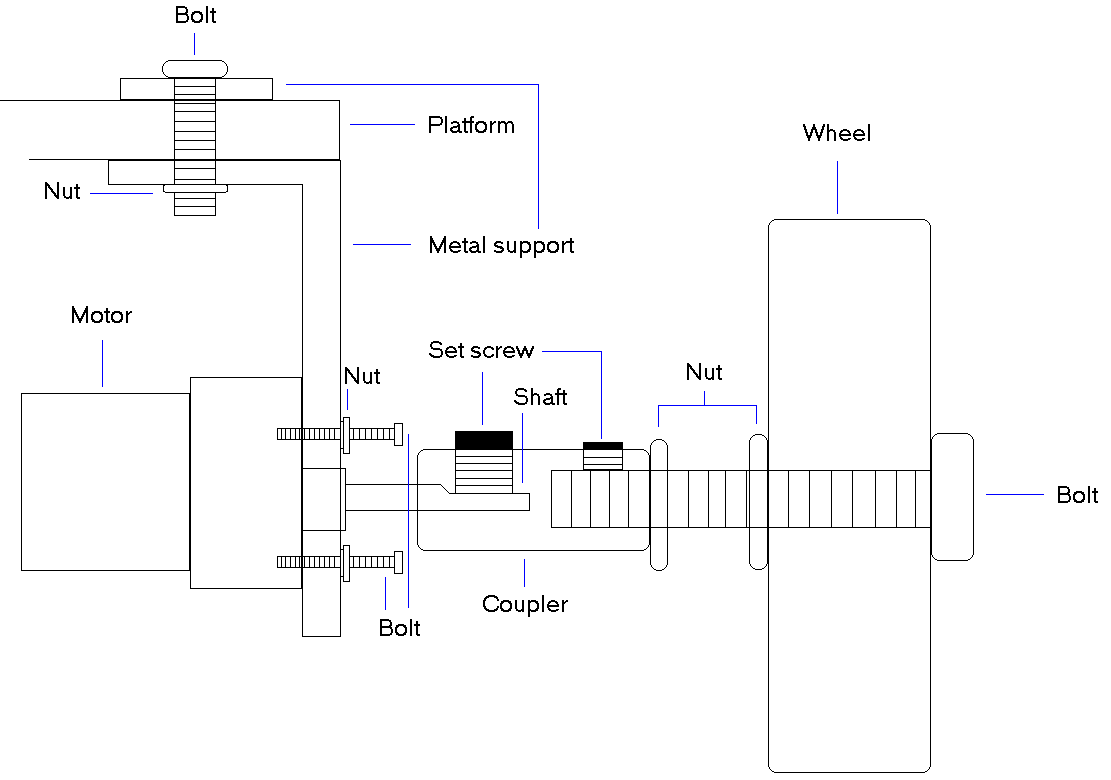 Bolt
Platform
Wheel
Nut
Metal support
Motor
Set screw
Nut
Nut
Shaft
Bolt
Coupler
Bolt